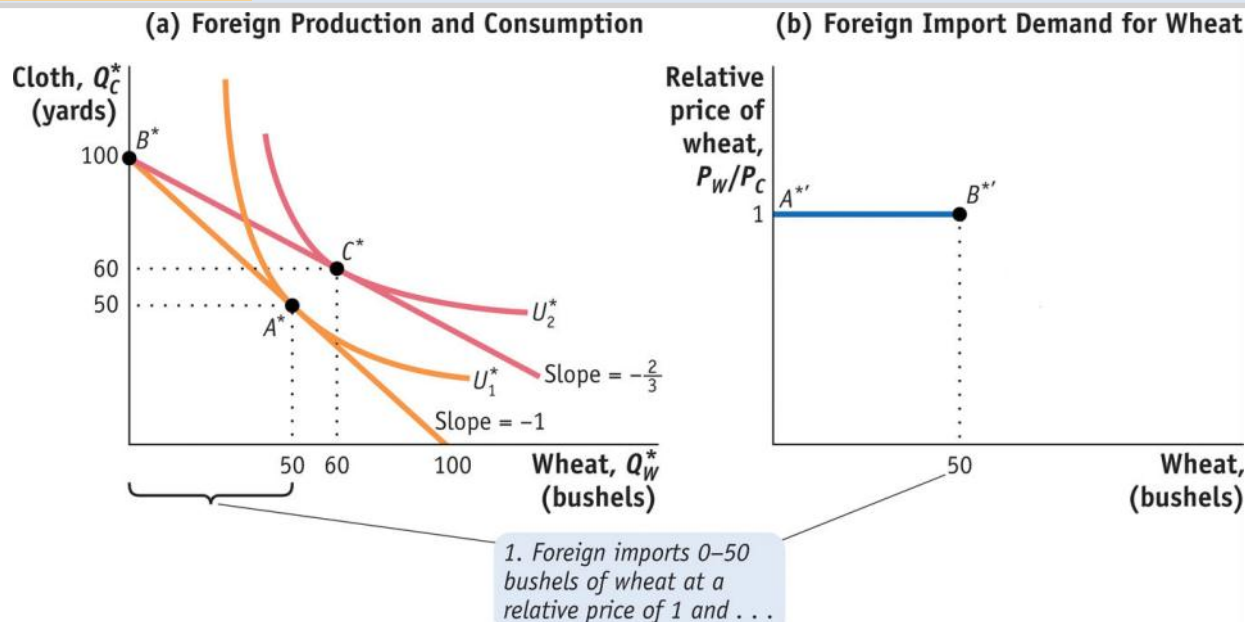 (a) Foreign Production and Consumption
Cloth, Q*C
(yards)
B*
100
60
50
C*
A*
U*2
Slope = -2/3
U*1
Slope = -1
50 60 100
Wheat, Q*W
(bushels)
(b) Foreign Import Demand for Wheat
Relative
price of
wheat,
PW/PC
1
A*′
B*′
50
Wheat,
(bushels)
1. Foreign imports 0–50
bushels of wheat at a
relative price of 1 and . . .